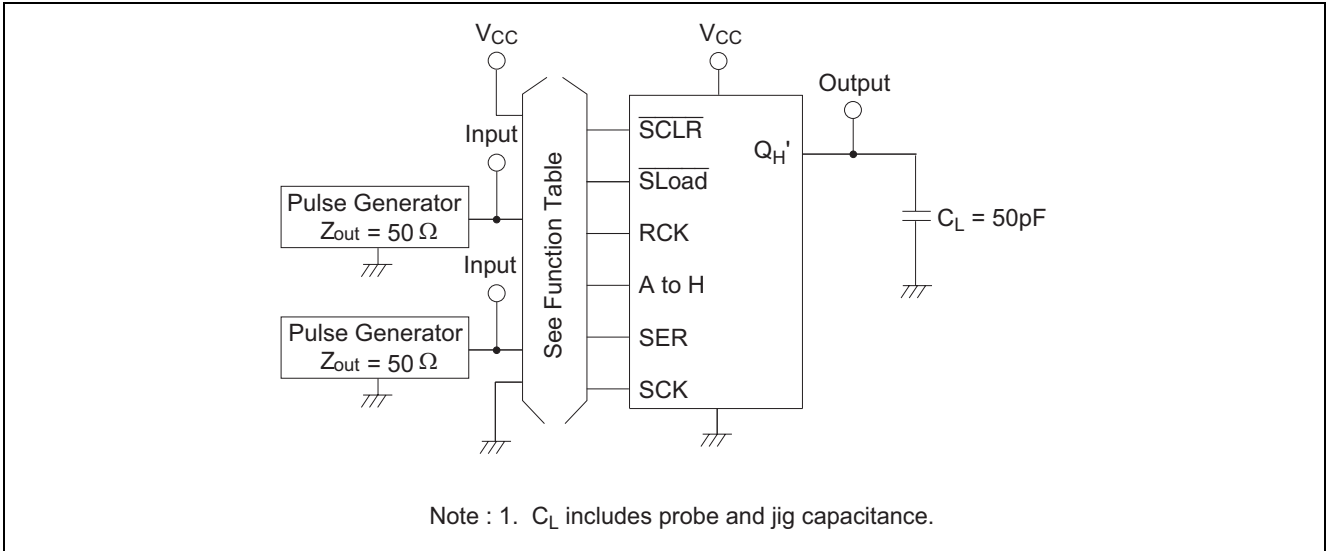 VCC
VCC
Output
Input
SCLR
QH'
SLoad
Pulse Generator
Zout = 50 Ω
RCK
CL = 50pF
Input
See Function Table
A to H
Pulse Generator
Zout = 50 Ω
SER
SCK
Note : 1. CL includes probe and jig capacitance.